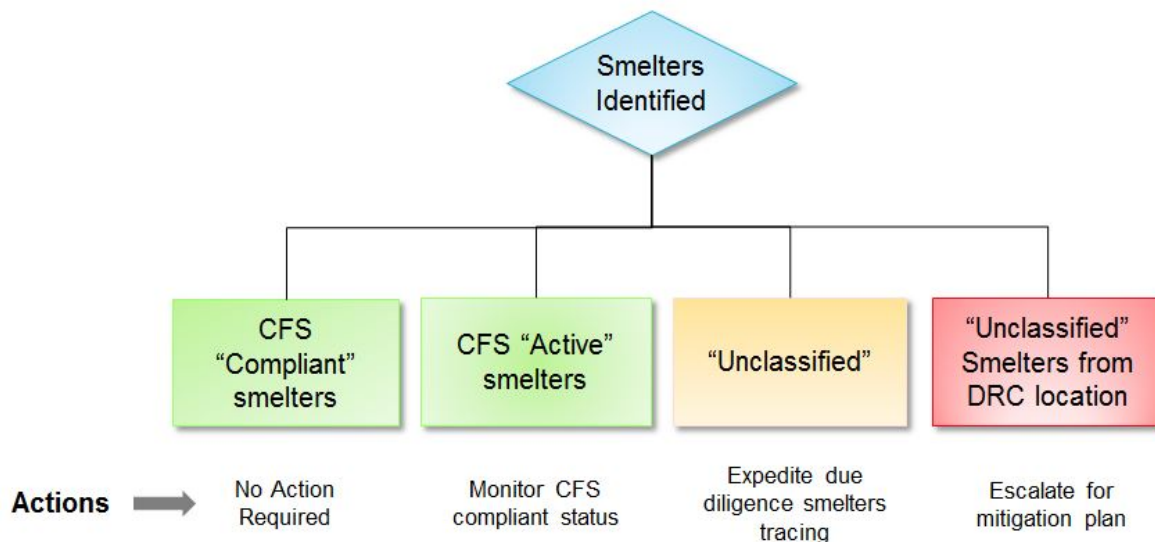 Smelters
Identified
CFS
“Compliant”
smelters
CFS “Active”
smelters
“Unclassified”
“Unclassified”
Smelters from
DRC location
Actions
No Action
Required
Monitor CFS
compliant status
Expedite due
diligence smelters
tracing
Escalate for
mitigation plan